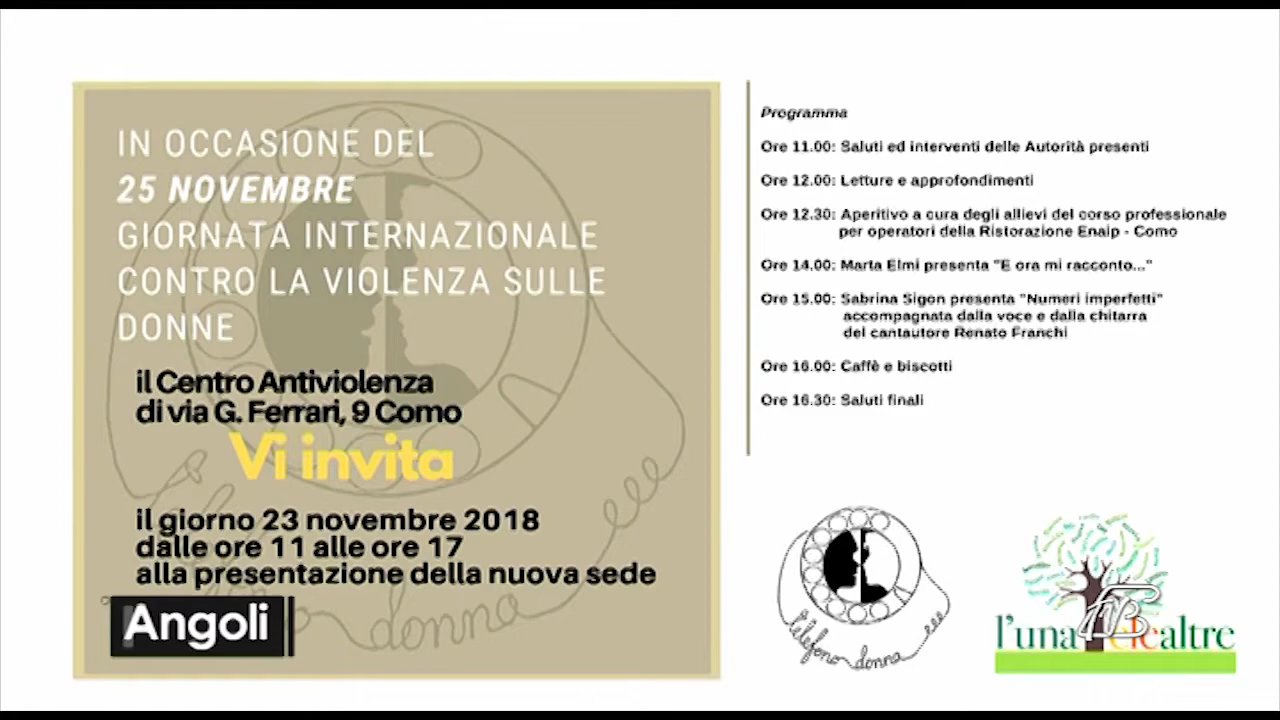 IN OCCASIONE DEL
25 NOVEMBRE
GIORNATA INTERNAZIONALE
CONTRO LA VIOLENZA SULLE
DONNE
il Centro Antiviolenza
di via G. Ferrari, 9 Como
Vi invita
il giorno 23 novembre 2018
dalle ore 11 alle ore 17
alla presentazione della nuova sede
Angoli
telefono donna
Programma
Ore 11.00: Saluti ed interventi delle Autorità presenti
Ore 12.00: Letture e approfondimenti
Ore 12.30: Aperitivo a cura degli allievi del corso professionale
per operatori della Ristorazione Enaip - Como
Ore 14.00: Marta Elmi presenta "E ora mi racconto..."
Ore 15.00: Sabrina Sigon presenta "Numeri imperfetti"
accompagnata dalla voce e dalla chitarra
del cantautore Renato Franchi
Ore 16.00: Caffè e biscotti
Ore 16.30: Saluti finali
telefono donna
l'una ele altre